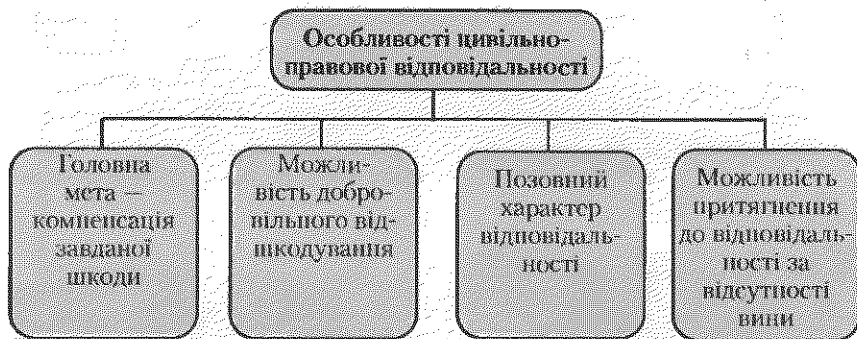 Особливості цивільно-
правової відповідальності
Головна
мета —
компенсація
завданої
шкоди
Можли-
вість добро-
вільного від-
шкодування
Позовний
характер
відповідаль-
ності
Можливість
притягнення
до відповідаль-
ності за
відсутності
вини